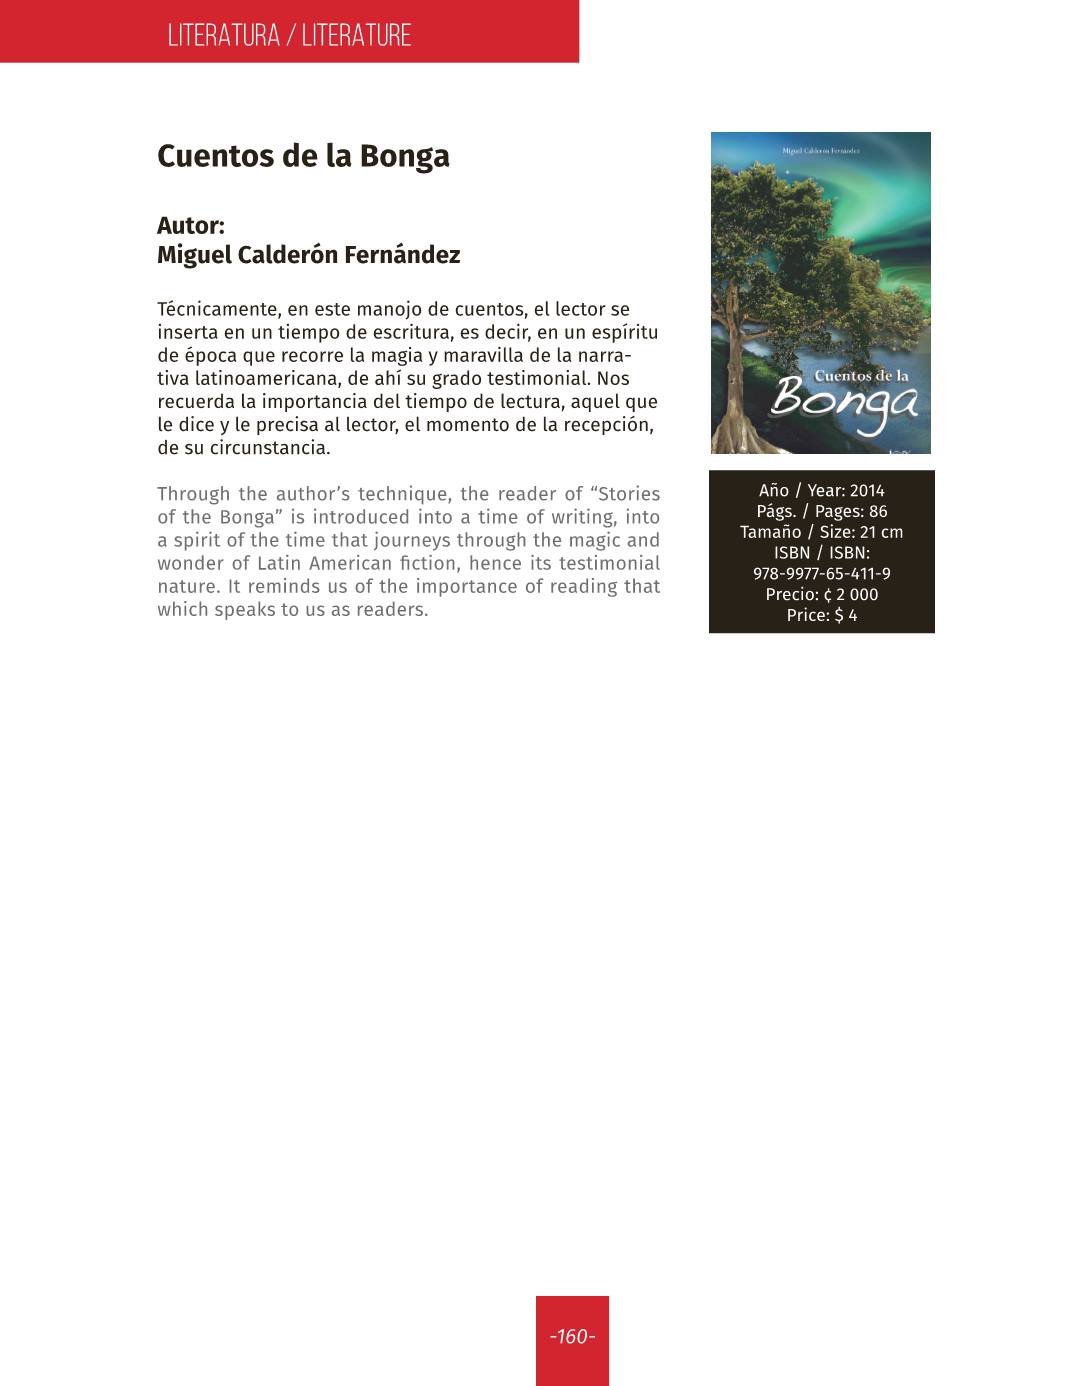 LITERATURA / LITERATURE
Cuentos de la Bonga
Autor:
Miguel Calderón Fernández
Técnicamente, en este manojo de cuentos, el lector se
inserta en un tiempo de escritura, es decir, en un espíritu
de época que recorre la magia y maravilla de la narra-
tiva latinoamericana, de ahí su grado testimonial. Nos
recuerda la importancia del tiempo de lectura, aquel que
le dice y le precisa al lector, el momento de la recepción,
de su circunstancia.
Through the author’s technique, the reader of “Stories
of the Bonga” is introduced into a time of writing, into
a spirit of the time that journeys through the magic and
wonder of Latin American fiction, hence its testimonial
nature. It reminds us of the importance of reading that
which speaks to us as readers.
Miguel Calderón Fernández
Cuentos de la
Bonga
Año / Year: 2014
Págs. / Pages: 86
Tamaño / Size: 21 cm
ISBN / ISBN:
978-9977-65-411-9
Precio: ¢ 2 000
Price: $ 4
-160-